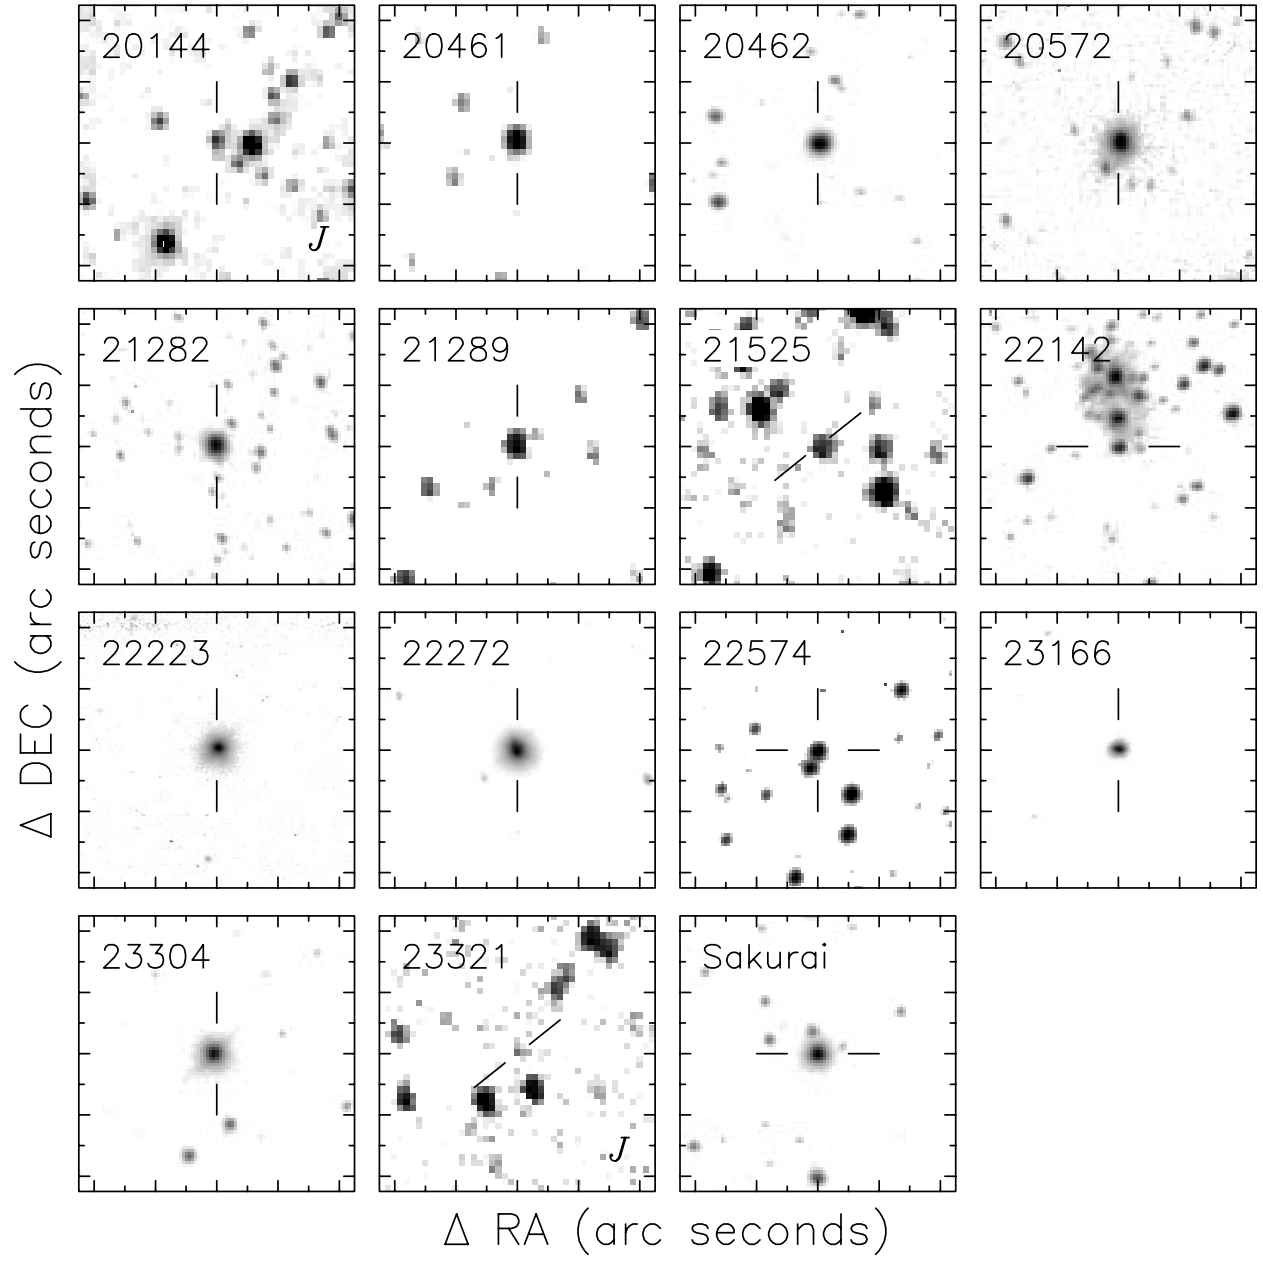 20144
J
20461
20462
20572
21282
21289
21525
22142
22223
22272
22574
23166
23304
23321
J
Sakurai
Δ DEC (arc seconds)
Δ RA (arc seconds)